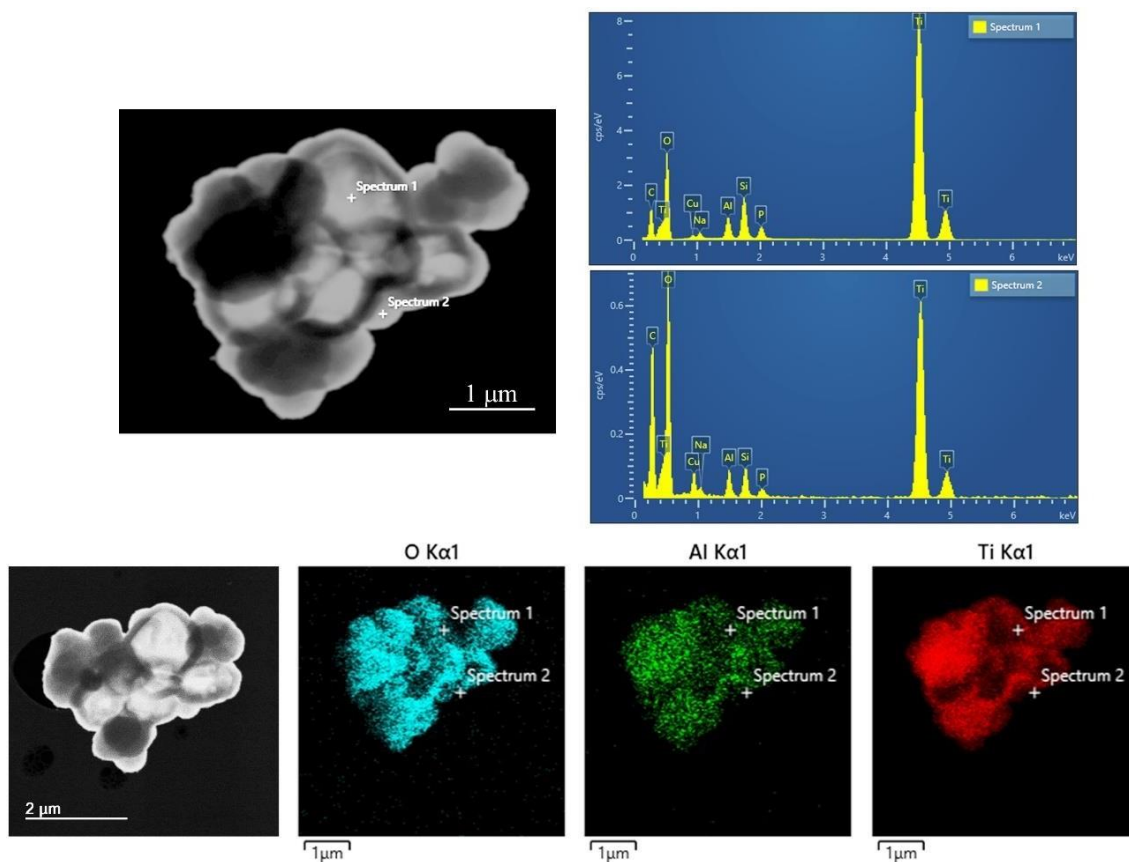 Spectrum 1
Spectrum 2
1 μm
Spectrum 1
cps/eV
8
6
4
2
0
Ti
O
C
Ti
Cu
Na
Al
Si
P
Ti
0 1 2 3 4 5 6 keV
Spectrum 2
cps/eV
0.6
0.4
0.2
0
O
C
Ti
Cu
Na
Al
Si
P
Ti
Ti
0 1 2 3 4 5 6 keV
2 μm
O Kα1
Spectrum 1
Spectrum 2
1μm
Al Kα1
Spectrum 1
Spectrum 2
1μm
Ti Kα1
Spectrum 1
Spectrum 2
1μm